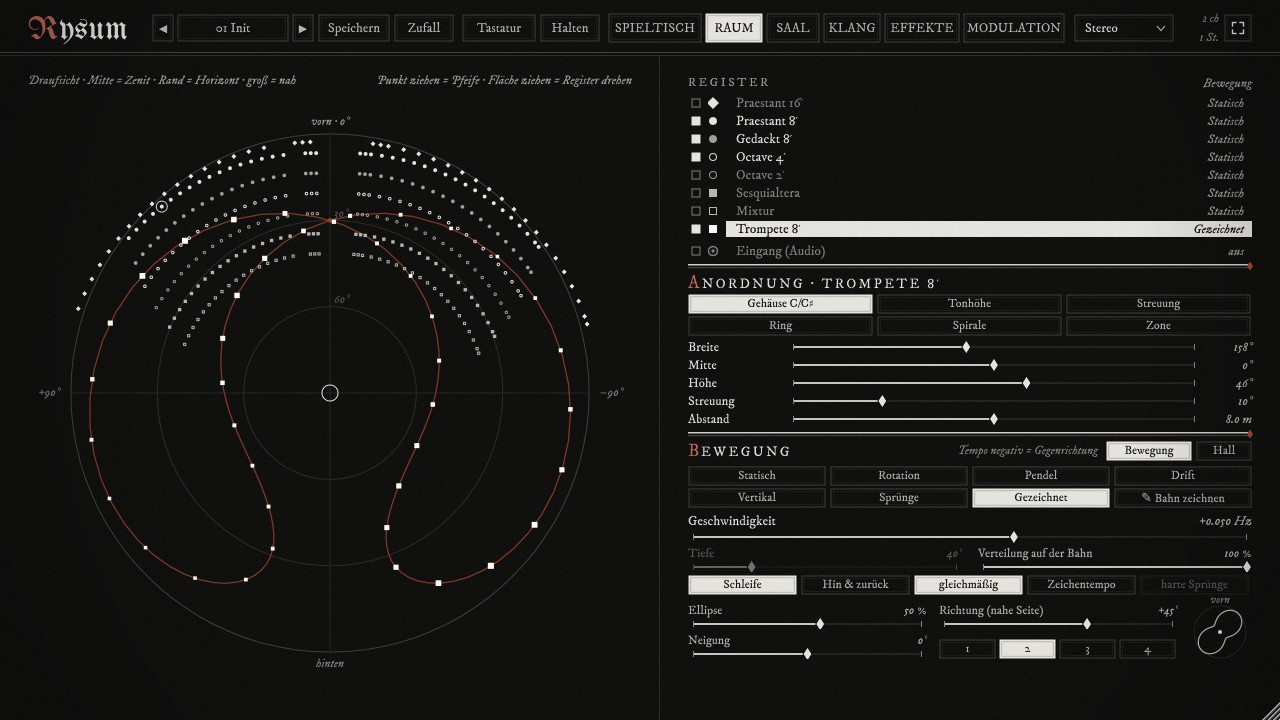 Rysum
◀ 01 Init ▶ Speichern Zufall Tastatur Halten SPIELTISCH RAUM SAAL KLANG EFFEKTE MODULATION Stereo 2 ch
1 St.
Draufsicht · Mitte = Zenit · Rand = Horizont · groß = nah
Punkt ziehen = Pfeife · Fläche ziehen = Register drehen
vorn · 0°
30°
60°
+90°
−90°
hinten
REGISTER Bewegung
Praestant 16′ Statisch
Praestant 8′ Statisch
Gedackt 8′ Statisch
Octave 4′ Statisch
Octave 2′ Statisch
Sesquialtera Statisch
Mixtur Statisch
Trompete 8′ Gezeichnet
Eingang (Audio) aus
ANORDNUNG · TROMPETE 8′
Gehäuse C/C♯ Tonhöhe Streuung
Ring Spirale Zone
Breite 158°
Mitte 0°
Höhe 46°
Streuung 10°
Abstand 8.0 m
BEWEGUNG Tempo negativ = Gegenrichtung Bewegung Hall
Statisch Rotation Pendel Drift
Vertikal Sprünge Gezeichnet ✎ Bahn zeichnen
Geschwindigkeit +0.050 Hz
Tiefe 40° Verteilung auf der Bahn 100 %
Schleife Hin & zurück gleichmäßig Zeichentempo harte Sprünge
Ellipse 50 % Richtung (nahe Seite) +45° vorn
Neigung 0° 1 2 3 4